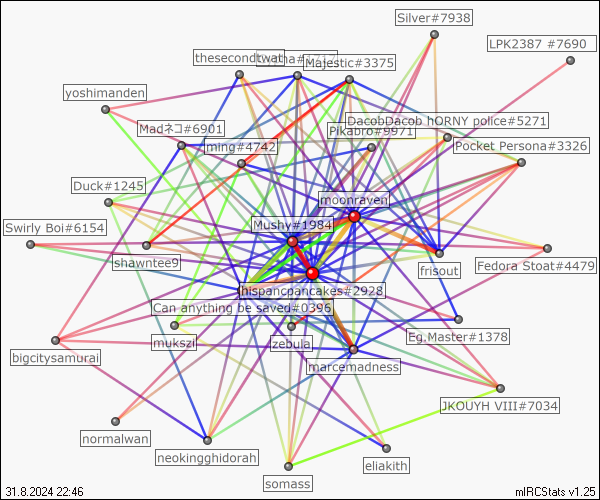 Silver#7938
LPK2387 #7690
thesecondtwat
Majestic#3375
yoshimanden
DacobDacob hORNY police#5271
Madネコ#6901
Pikabro#9971
ming#4742
Pocket Persona#3326
Duck#1245
moonraven
Mushy#1984
Swirly Boi#6154
shawntee9
frisout
Fedora Stoat#4479
hispancpancakes#2928
Can anything be saved#0396
mukszi
zebula
Eg.Master#1378
bigcitysamurai
marcemadness
JKOUYH VIII#7034
normalwan
neokingghidorah
eliakith
somass
31.8.2024 22:46
mIRCStats v1.25